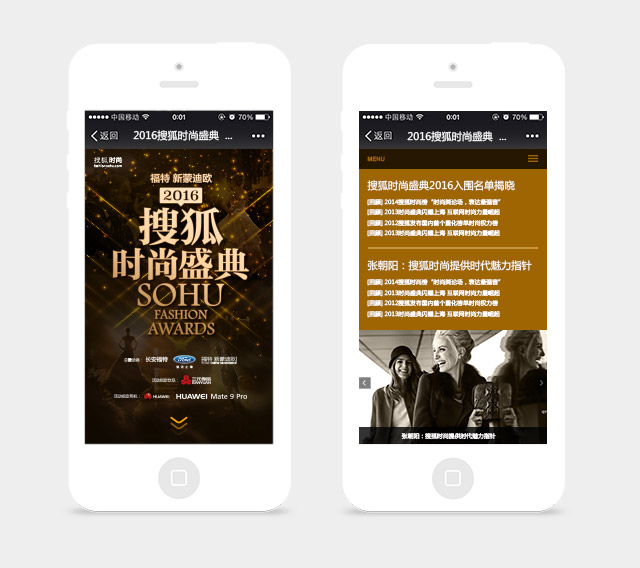 中国移动
0:01
70%
返回
2016搜狐时尚盛典 ...
搜狐时尚
fashion.sohu.com
福特 新蒙迪欧
2016
搜狐
时尚盛典
SOHU
FASHION
AWARDS
长安福特
Ford
福特 新蒙迪欧
HUAWEI
HUAWEI Mate 9 Pro
中国移动
0:01
70%
返回
2016搜狐时尚盛典 ...
MENU
搜狐时尚盛典2016入围名单揭晓
[回顾] 2014搜狐时尚榜“时尚舆论场，表达最强音”
[回顾] 2013时尚盛典闪耀上海 互联网时尚力量崛起
[回顾] 2012搜狐发布国内首个量化榜单时尚权力榜
[回顾] 2013时尚盛典闪耀上海 互联网时尚力量崛起
张朝阳：搜狐时尚提供时代魅力指针
[回顾] 2014搜狐时尚榜“时尚舆论场，表达最强音”
[回顾] 2013时尚盛典闪耀上海 互联网时尚力量崛起
[回顾] 2012搜狐发布国内首个量化榜单时尚权力榜
[回顾] 2013时尚盛典闪耀上海 互联网时尚力量崛起
张朝阳：搜狐时尚提供时代魅力指针